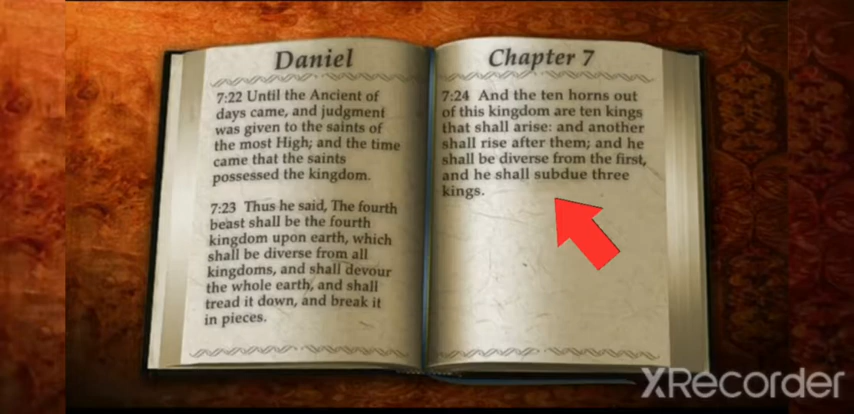 Daniel
7:22 Until the Ancient of
days came, and judgment
was given to the saints of
the most High; and the time
came that the saints
possessed the kingdom.
7:23 Thus he said, The fourth
beast shall be the fourth
kingdom upon earth, which
shall be diverse from all
kingdoms, and shall devour
the whole earth, and shall
tread it down, and break it
in pieces.
Chapter 7
7:24 And the ten horns out
of this kingdom are ten kings
that shall arise: and another
shall rise after them; and he
shall be diverse from the first,
and he shall subdue three
kings.
XRecorder